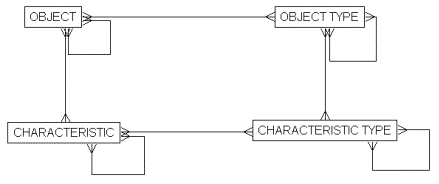 OBJECT
OBJECT TYPE
CHARACTERISTIC
CHARACTERISTIC TYPE